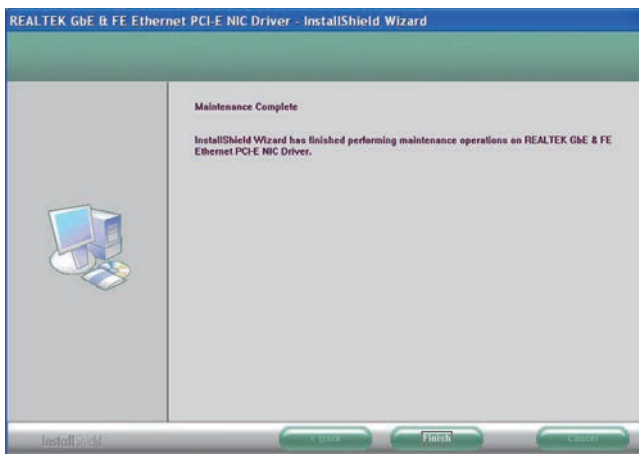 REALTEK GbE & FE Ethernet PCI-E NIC Driver - InstallShield Wizard
Maintenance Complete
InstallShield Wizard has finished performing maintenance operations on REALTEK GbE & FE
Ethernet PCI-E NIC Driver.
InstallShield
< Back Finish Cancel